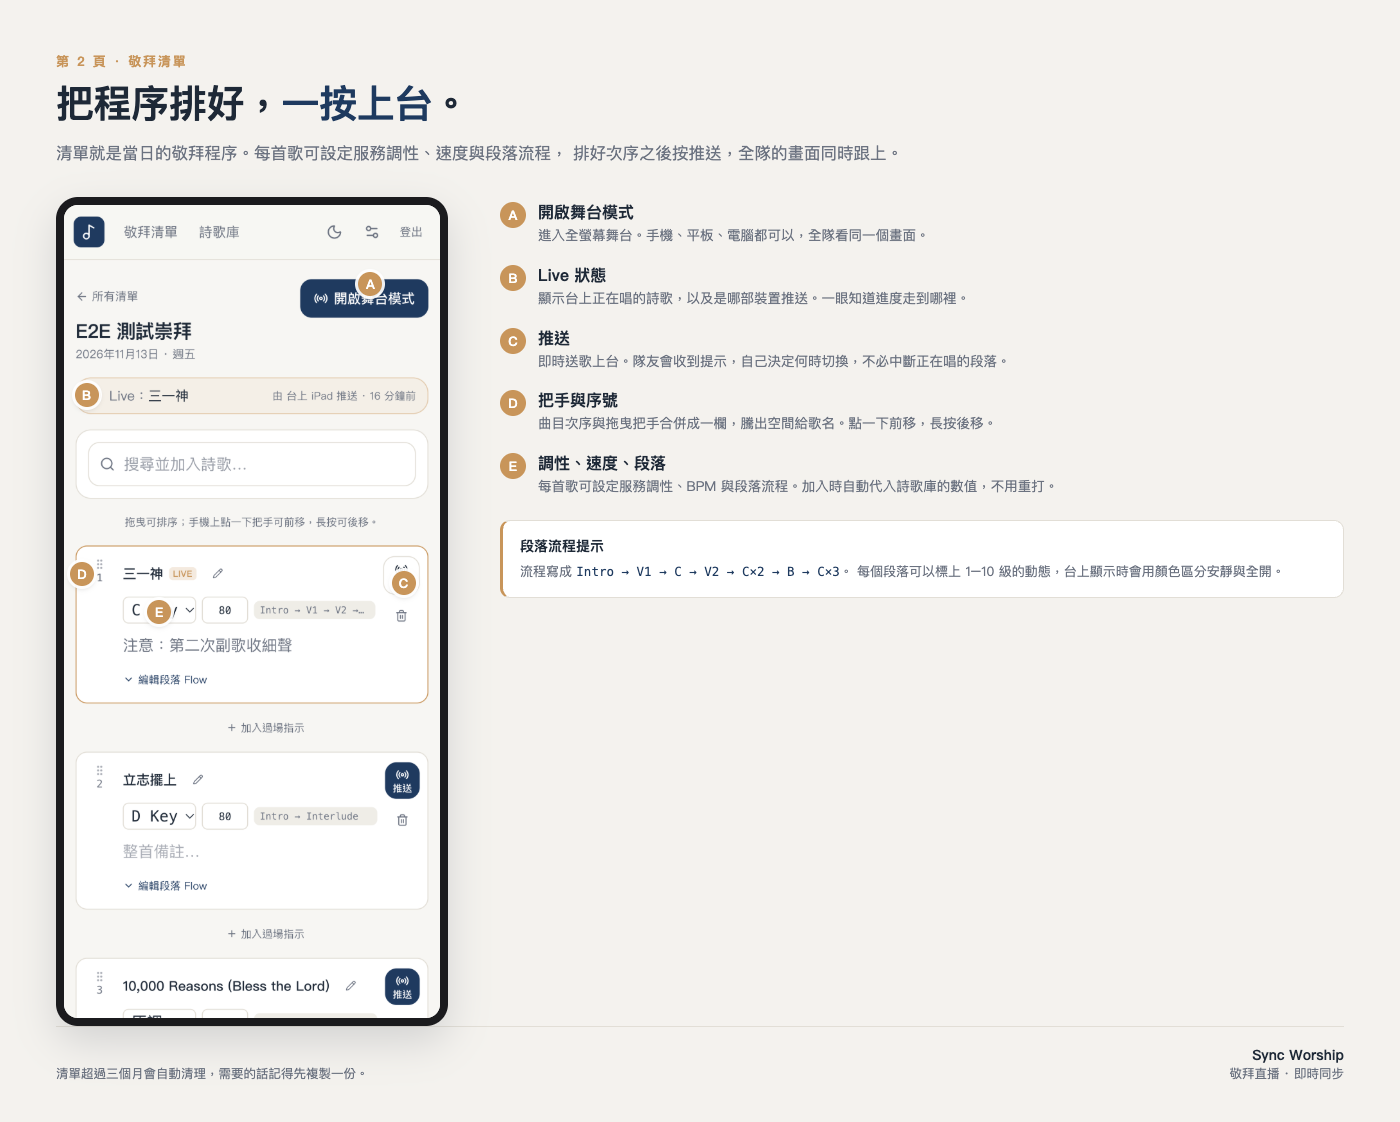 第 2 頁 · 敬拜清單
把程序排好，一按上台。
清單就是當日的敬拜程序。每首歌可設定服務調性、速度與段落流程， 排好次序之後按推送，全隊的畫面同時跟上。
敬拜清單 詩歌庫 登出
← 所有清單
開啟舞台模式
A
E2E 測試崇拜
2026年11月13日 · 週五
B Live：三一神 由 台上 iPad 推送 · 16 分鐘前
搜尋並加入詩歌…
拖曳可排序；手機上點一下把手可前移，長按可後移。
D 1 三一神 LIVE C
C E 80 Intro → V1 → V2 →…
注意：第二次副歌收細聲
編輯段落 Flow
+ 加入過場指示
2 立志擺上 推送
D Key 80 Intro → Interlude
整首備註…
編輯段落 Flow
+ 加入過場指示
3 10,000 Reasons (Bless the Lord) 推送
A 開啟舞台模式
進入全螢幕舞台。手機、平板、電腦都可以，全隊看同一個畫面。
B Live 狀態
顯示台上正在唱的詩歌，以及是哪部裝置推送。一眼知道進度走到哪裡。
C 推送
即時送歌上台。隊友會收到提示，自己決定何時切換，不必中斷正在唱的段落。
D 把手與序號
曲目次序與拖曳把手合併成一欄，騰出空間給歌名。點一下前移，長按後移。
E 調性、速度、段落
每首歌可設定服務調性、BPM 與段落流程。加入時自動代入詩歌庫的數值，不用重打。
段落流程提示
流程寫成 Intro → V1 → C → V2 → C×2 → B → C×3。 每個段落可以標上 1–10 級的動態，台上顯示時會用顏色區分安靜與全開。
清單超過三個月會自動清理，需要的話記得先複製一份。
Sync Worship
敬拜直播 · 即時同步